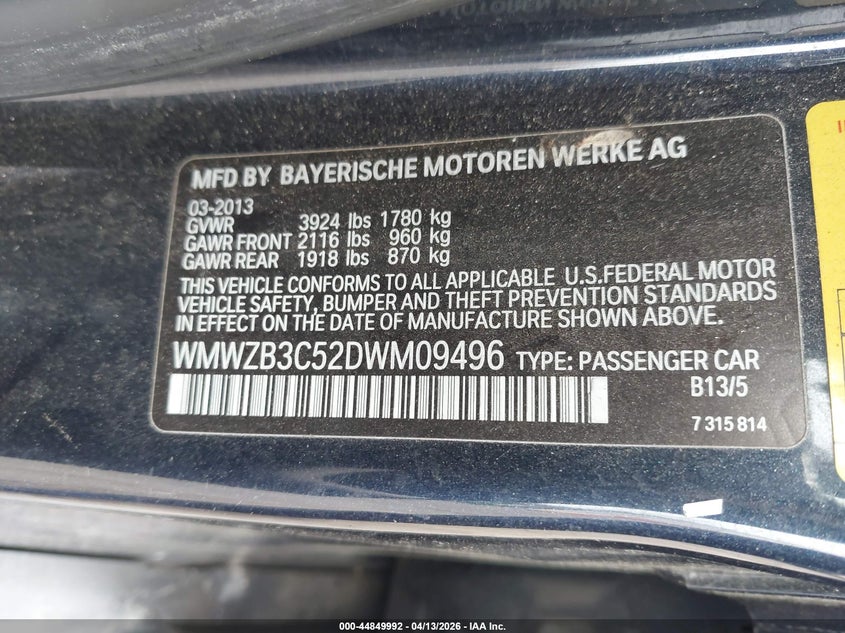 MFD BY BAYERISCHE MOTOREN WERKE AG
03-2013
GVWR 3924 lbs 1780 kg
GAWR FRONT 2116 lbs 960 kg
GAWR REAR 1918 lbs 870 kg
THIS VEHICLE CONFORMS TO ALL APPLICABLE U.S.FEDERAL MOTOR
VEHICLE SAFETY, BUMPER AND THEFT PREVENTION STANDARDS
IN EFFECT ON THE DATE OF MANUFACTURE SHOWN ABOVE.
WMWZB3C52DWM09496 TYPE: PASSENGER CAR
B13/5
7 315 814
000-44849992 | 04/13/2026 | IAA Inc.